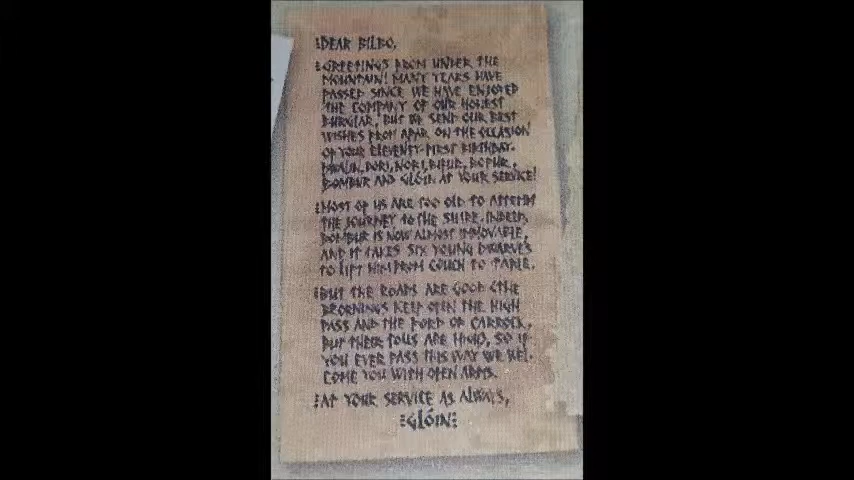 DEAR BILBO,
GREETINGS FROM UNDER THE
MOUNTAIN! MANY YEARS HAVE
PASSED SINCE WE HAVE ENJOYED
THE COMPANY OF OUR HONEST
BURGLAR, BUT WE SEND OUR BEST
WISHES FROM AFAR ON THE OCCASION
OF YOUR ELEVENTY-FIRST BIRTHDAY.
DWALIN, DORI, NORI, BIFUR, BOFUR,
BOMBUR AND GLÓIN AT YOUR SERVICE!
MOST OF US ARE TOO OLD TO ATTEMPT
THE JOURNEY TO THE SHIRE. INDEED,
BOMBUR IS NOW ALMOST IMMOVABLE,
AND IT TAKES SIX YOUNG DWARVES
TO LIFT HIM FROM COUCH TO TABLE.
BUT THE ROADS ARE GOOD (THE
BEORNINGS KEEP OPEN THE HIGH
PASS AND THE FORD OF CARROCK,
BUT THEIR TOLLS ARE HIGH), SO IF
YOU EVER PASS THIS WAY WE WEL-
COME YOU WITH OPEN ARMS.
AT YOUR SERVICE AS ALWAYS,
GLÓIN